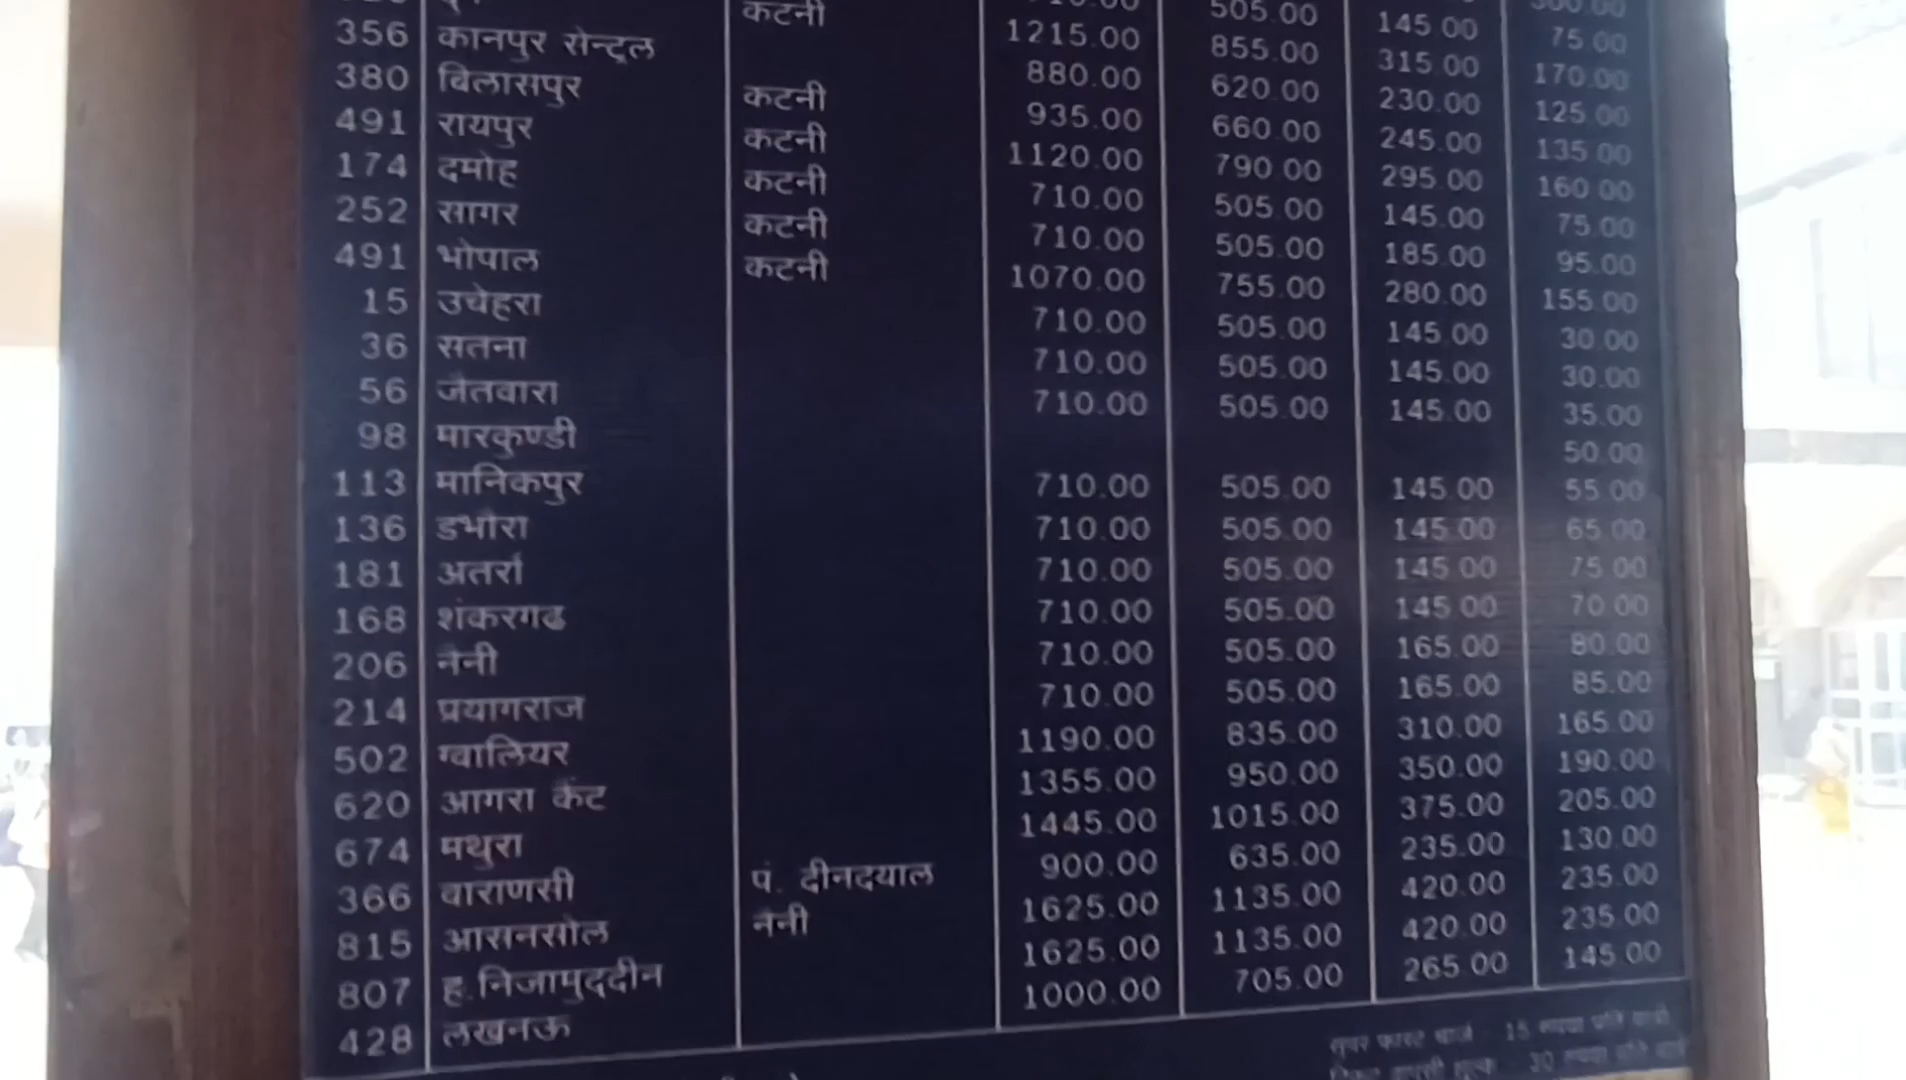 505.00 145.00 75.00
कटनी 1215.00 855.00 315.00 170.00
356 कानपुर सेन्ट्रल 880.00 620.00 230.00 125.00
380 बिलासपुर कटनी 935.00 660.00 245.00 135.00
491 रायपुर कटनी 1120.00 790.00 295.00 160.00
174 दमोह कटनी 710.00 505.00 145.00 75.00
252 सागर कटनी 710.00 505.00 185.00 95.00
491 भोपाल कटनी 1070.00 755.00 280.00 155.00
15 उचेहरा 710.00 505.00 145.00 30.00
36 सतना 710.00 505.00 145.00 30.00
56 जैतवारा 710.00 505.00 145.00 35.00
98 मारकुण्डी 50.00
113 मानिकपुर 710.00 505.00 145.00 55.00
136 डभौरा 710.00 505.00 145.00 65.00
181 अतर्रा 710.00 505.00 145.00 75.00
168 शंकरगढ 710.00 505.00 145.00 70.00
206 नैनी 710.00 505.00 165.00 80.00
214 प्रयागराज 710.00 505.00 165.00 85.00
502 ग्वालियर 1190.00 835.00 310.00 165.00
620 आगरा कैंट 1355.00 950.00 350.00 190.00
674 मथुरा 1445.00 1015.00 375.00 205.00
366 वाराणसी पं. दीनदयाल 900.00 635.00 235.00 130.00
815 आसनसोल नैनी 1625.00 1135.00 420.00 235.00
807 ह.निजामुद्दीन 1625.00 1135.00 420.00 235.00
428 लखनऊ 1000.00 705.00 265.00 145.00
सुपर फास्ट चार्ज 15 रूपया प्रति यात्री
टिकट वापसी शुल्क 30 रूपया प्रति